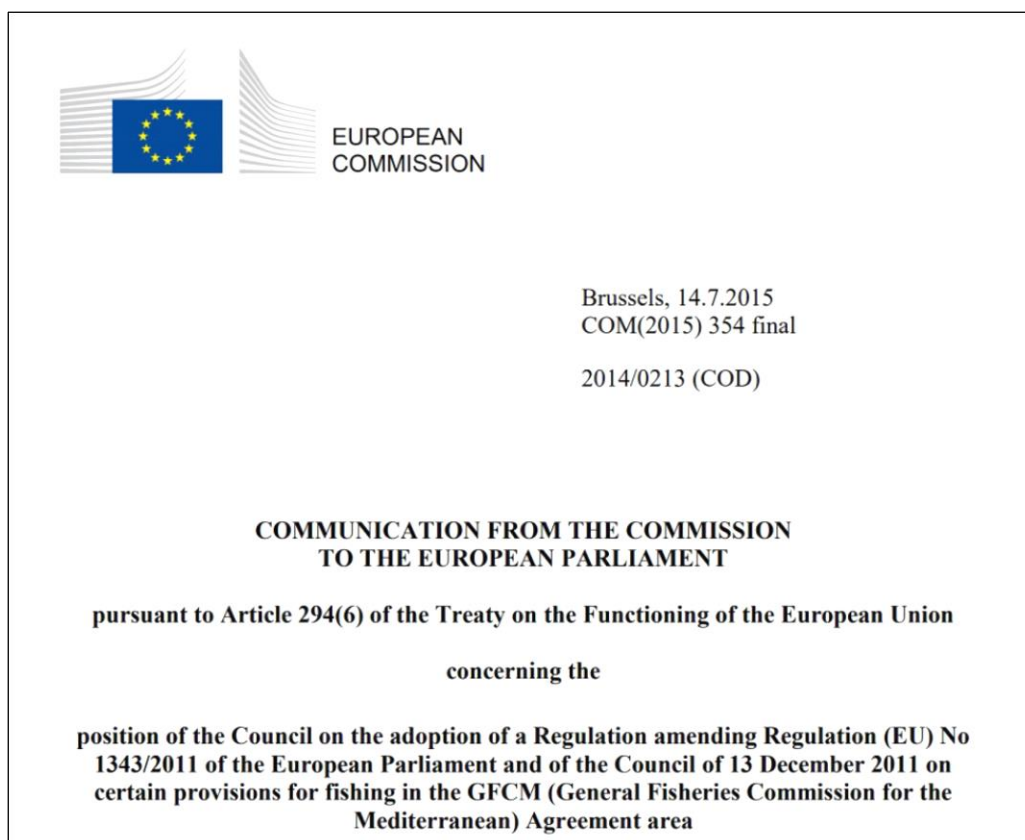 EUROPEAN
COMMISSION
Brussels, 14.7.2015
COM(2015) 354 final
2014/0213 (COD)
COMMUNICATION FROM THE COMMISSION
TO THE EUROPEAN PARLIAMENT
pursuant to Article 294(6) of the Treaty on the Functioning of the European Union
concerning the
position of the Council on the adoption of a Regulation amending Regulation (EU) No
1343/2011 of the European Parliament and of the Council of 13 December 2011 on
certain provisions for fishing in the GFCM (General Fisheries Commission for the
Mediterranean) Agreement area